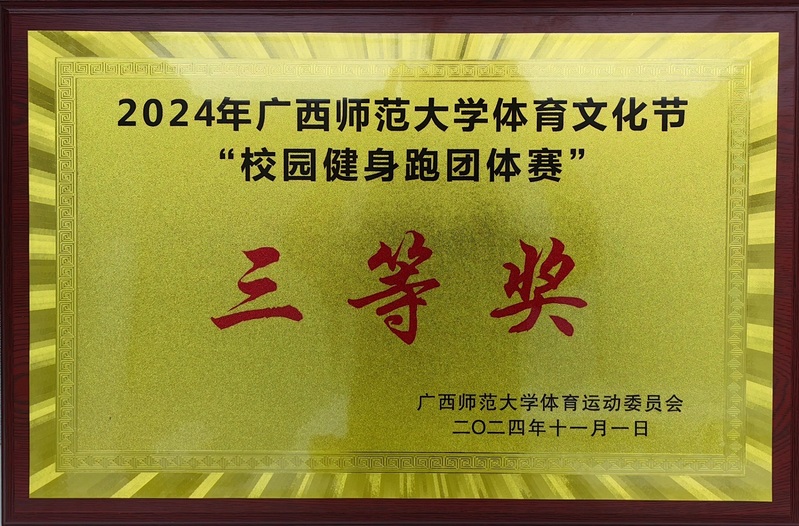 2024年广西师范大学体育文化节
“校园健身跑团体赛”
三等奖
广西师范大学体育运动委员会
二〇二四年十一月一日